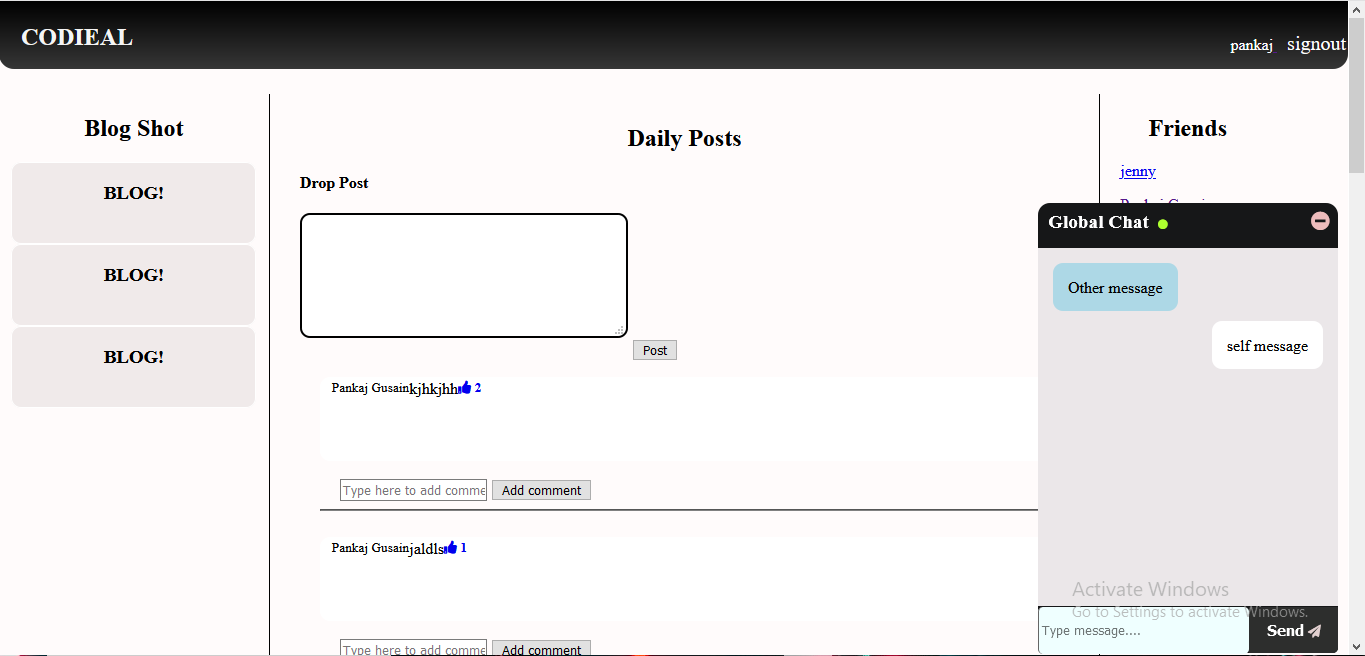 CODIEAL
pankaj signout
Blog Shot
BLOG!
BLOG!
BLOG!
Daily Posts
Drop Post
Post
Pankaj Gusainkjhkjhh 2
Type here to add comme
Add comment
Pankaj Gusainjaldls 1
Type here to add comme
Add comment
Friends
jenny
Global Chat
Other message
self message
Activate Windows
Go to Settings to activate Windows.
Type message....
Send